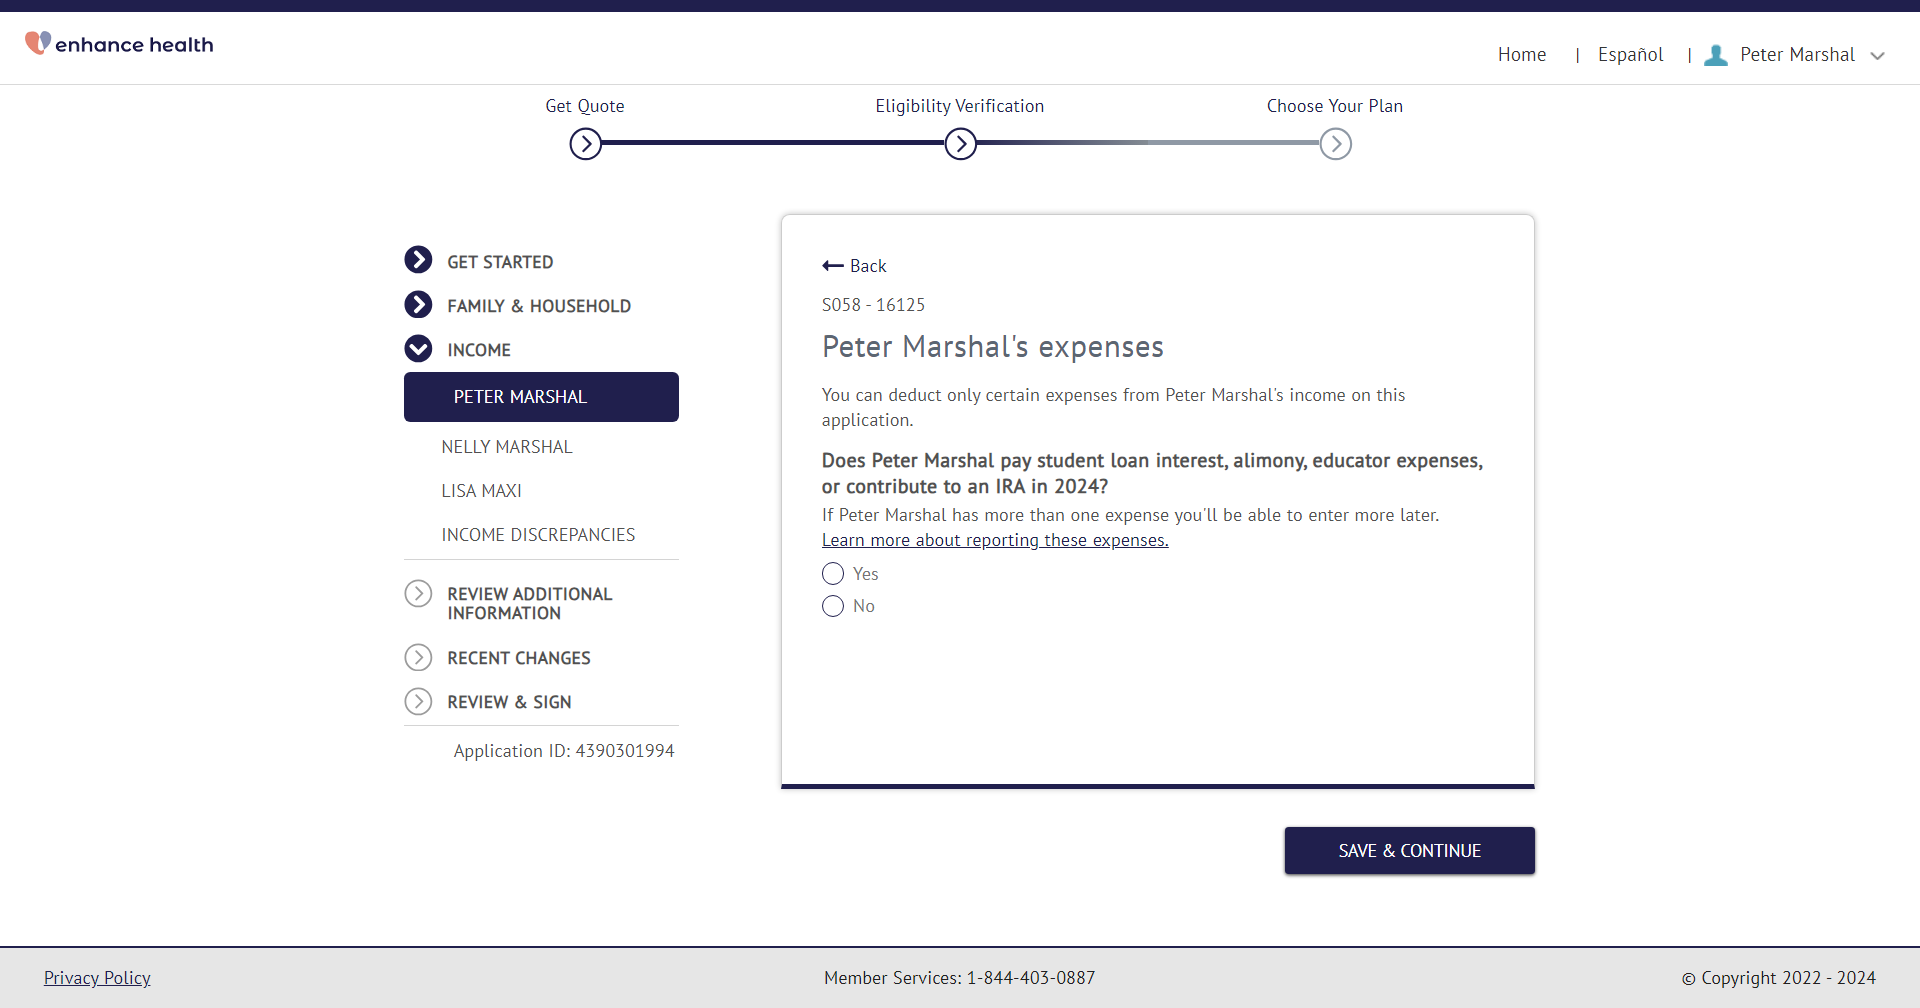 enhance health
Home | Español | Peter Marshal
Get Quote
Eligibility Verification
Choose Your Plan
GET STARTED
FAMILY & HOUSEHOLD
INCOME
PETER MARSHAL
NELLY MARSHAL
LISA MAXI
INCOME DISCREPANCIES
REVIEW ADDITIONAL
INFORMATION
RECENT CHANGES
REVIEW & SIGN
Application ID: 4390301994
Back
S058 - 16125
Peter Marshal's expenses
You can deduct only certain expenses from Peter Marshal's income on this
application.
Does Peter Marshal pay student loan interest, alimony, educator expenses,
or contribute to an IRA in 2024?
If Peter Marshal has more than one expense you'll be able to enter more later.
Learn more about reporting these expenses.
Yes
No
SAVE & CONTINUE
Privacy Policy
Member Services: 1-844-403-0887
© Copyright 2022 - 2024